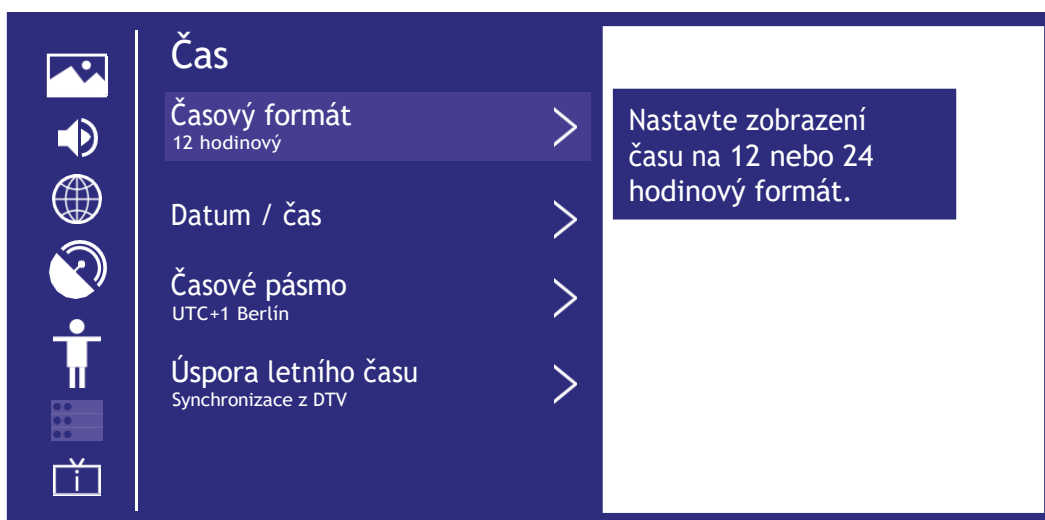 Čas
Časový formát
12 hodinový
Datum / čas
Časové pásmo
UTC+1 Berlín
Úspora letního času
Synchronizace z DTV
Nastavte zobrazení
času na 12 nebo 24
hodinový formát.
i